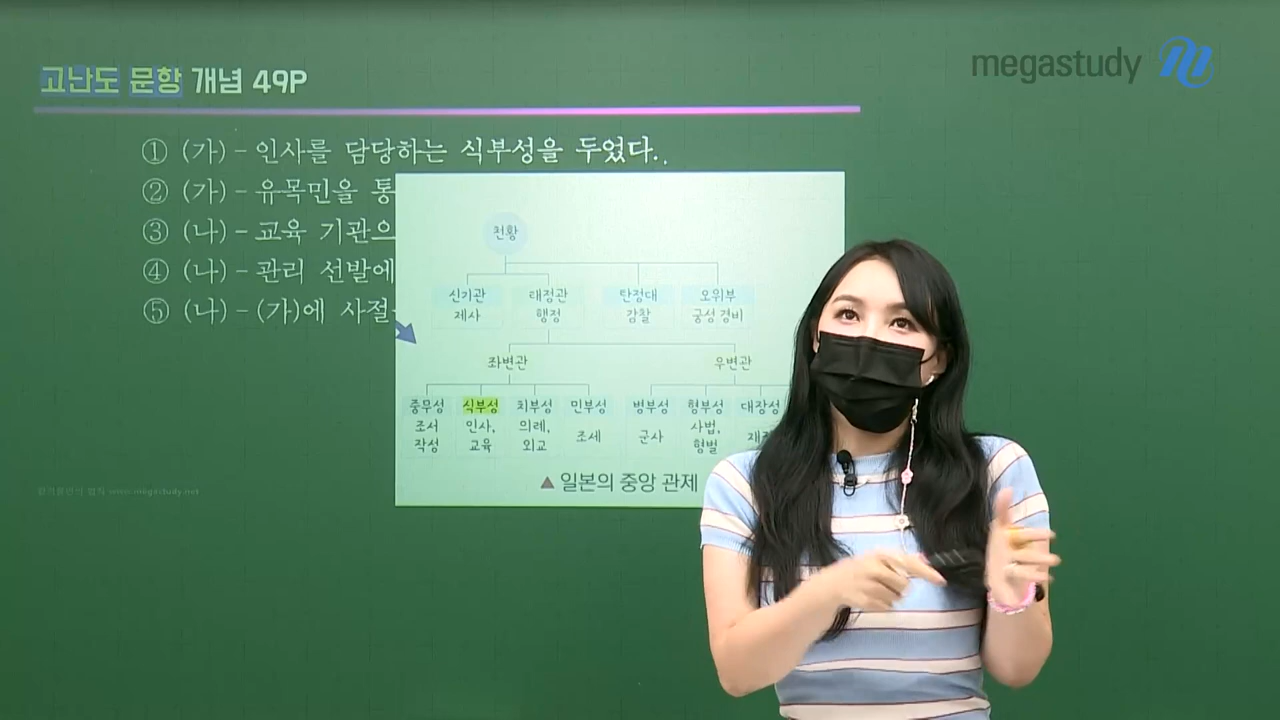 고난도 문항 개념 49P
megastudy
① (가) - 인사를 담당하는 식부성을 두었다.
② (가) - 유목민을 통
③ (나) - 교육 기관으
④ (나) - 관리 선발에
⑤ (나) - (가)에 사절
천황
신기관 태정관 탄정대 오위부
제사 행정 감찰 궁성 경비
좌변관 우변관
중무성 식부성 치부성 민부성 병부성 형부성 대장성
조서 인사, 의례, 조세 군사 사법,
작성 교육 외교 형벌
▲ 일본의 중앙 관제
www.megastudy.net